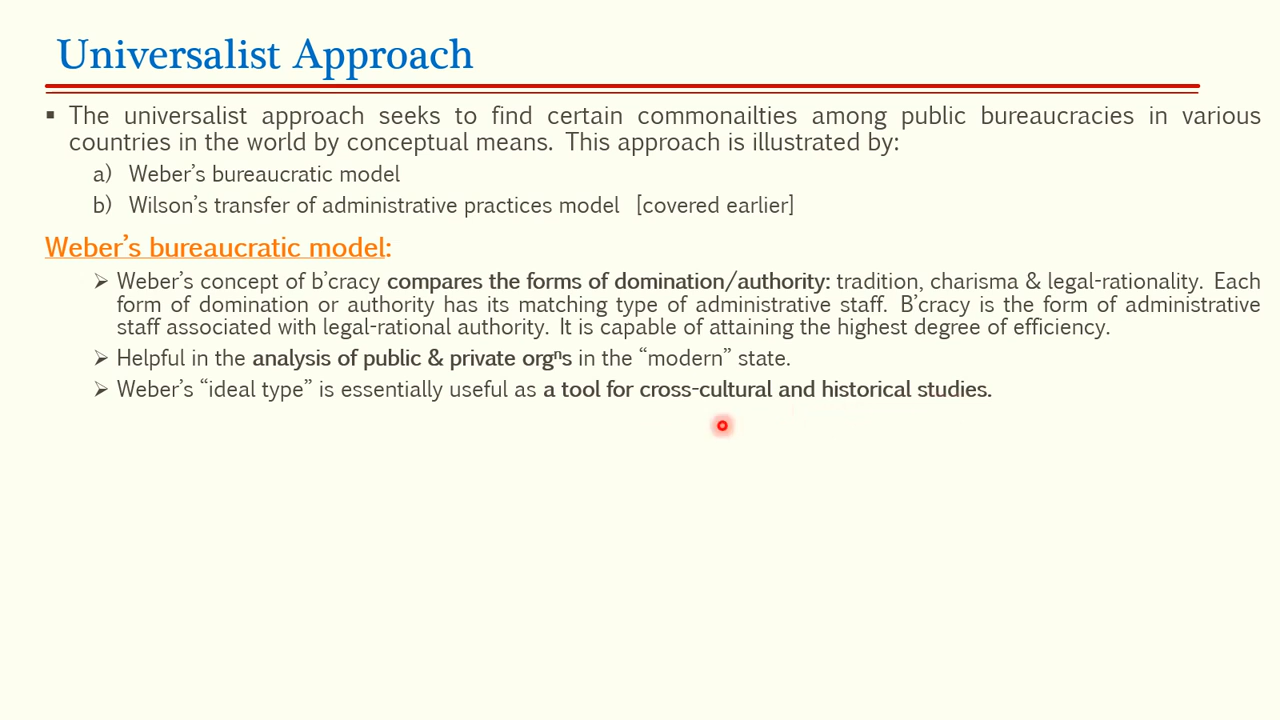 Universalist Approach
▪ The universalist approach seeks to find certain commonailties among public bureaucracies in various
countries in the world by conceptual means. This approach is illustrated by:
a) Weber’s bureaucratic model
b) Wilson’s transfer of administrative practices model [covered earlier]
Weber’s bureaucratic model:
➢ Weber’s concept of b’cracy compares the forms of domination/authority: tradition, charisma & legal-rationality. Each
form of domination or authority has its matching type of administrative staff. B’cracy is the form of administrative
staff associated with legal-rational authority. It is capable of attaining the highest degree of efficiency.
➢ Helpful in the analysis of public & private orgⁿs in the “modern” state.
➢ Weber’s “ideal type” is essentially useful as a tool for cross-cultural and historical studies.